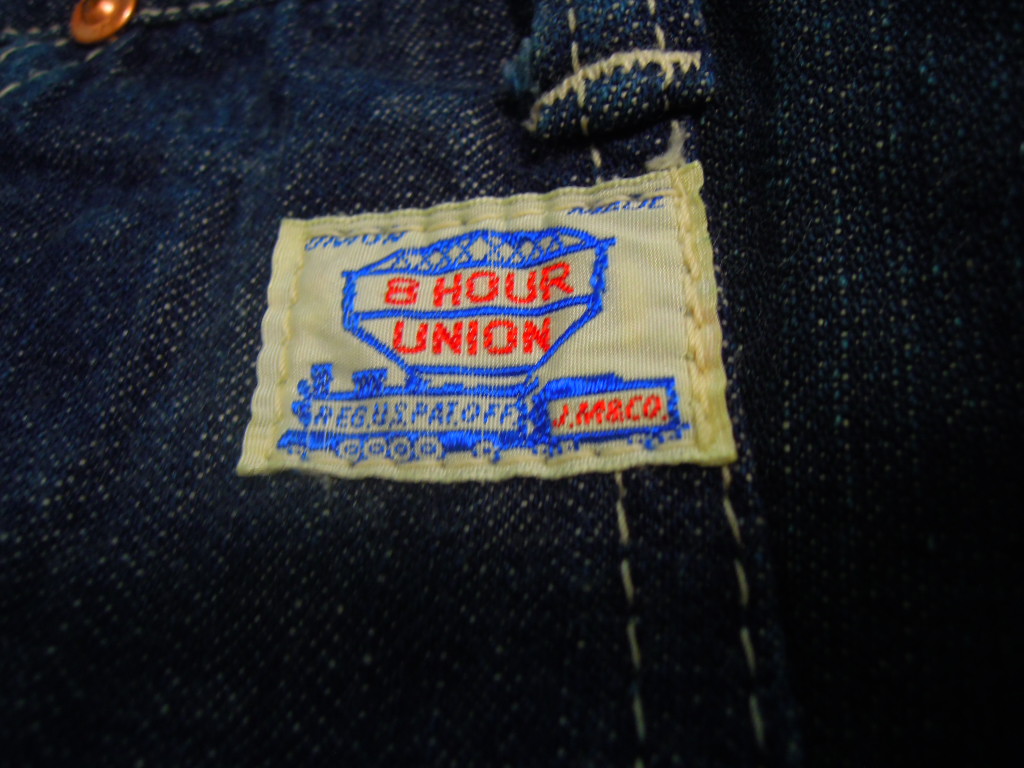 UNION MADE
8 HOUR
UNION
REG.U.S.PAT.OFF J.M&CO.